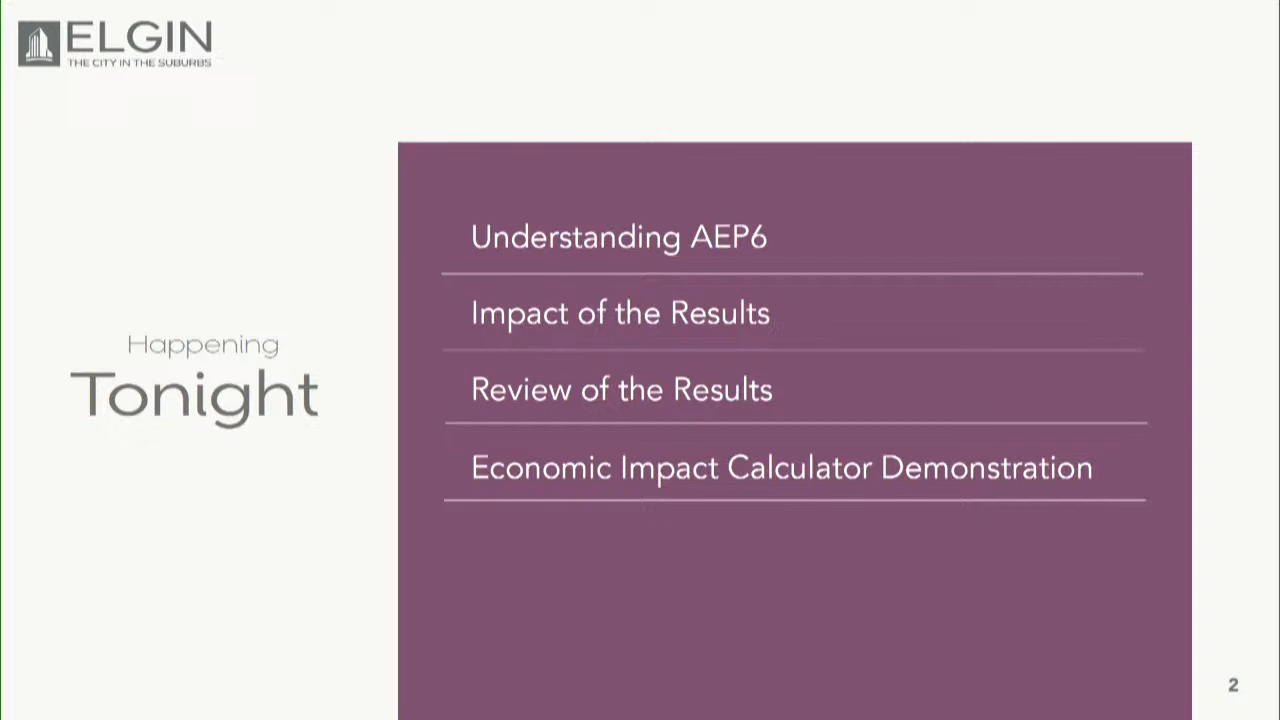 ELGIN
THE CITY IN THE SUBURBS
Happening
Tonight
Understanding AEP6
Impact of the Results
Review of the Results
Economic Impact Calculator Demonstration
2